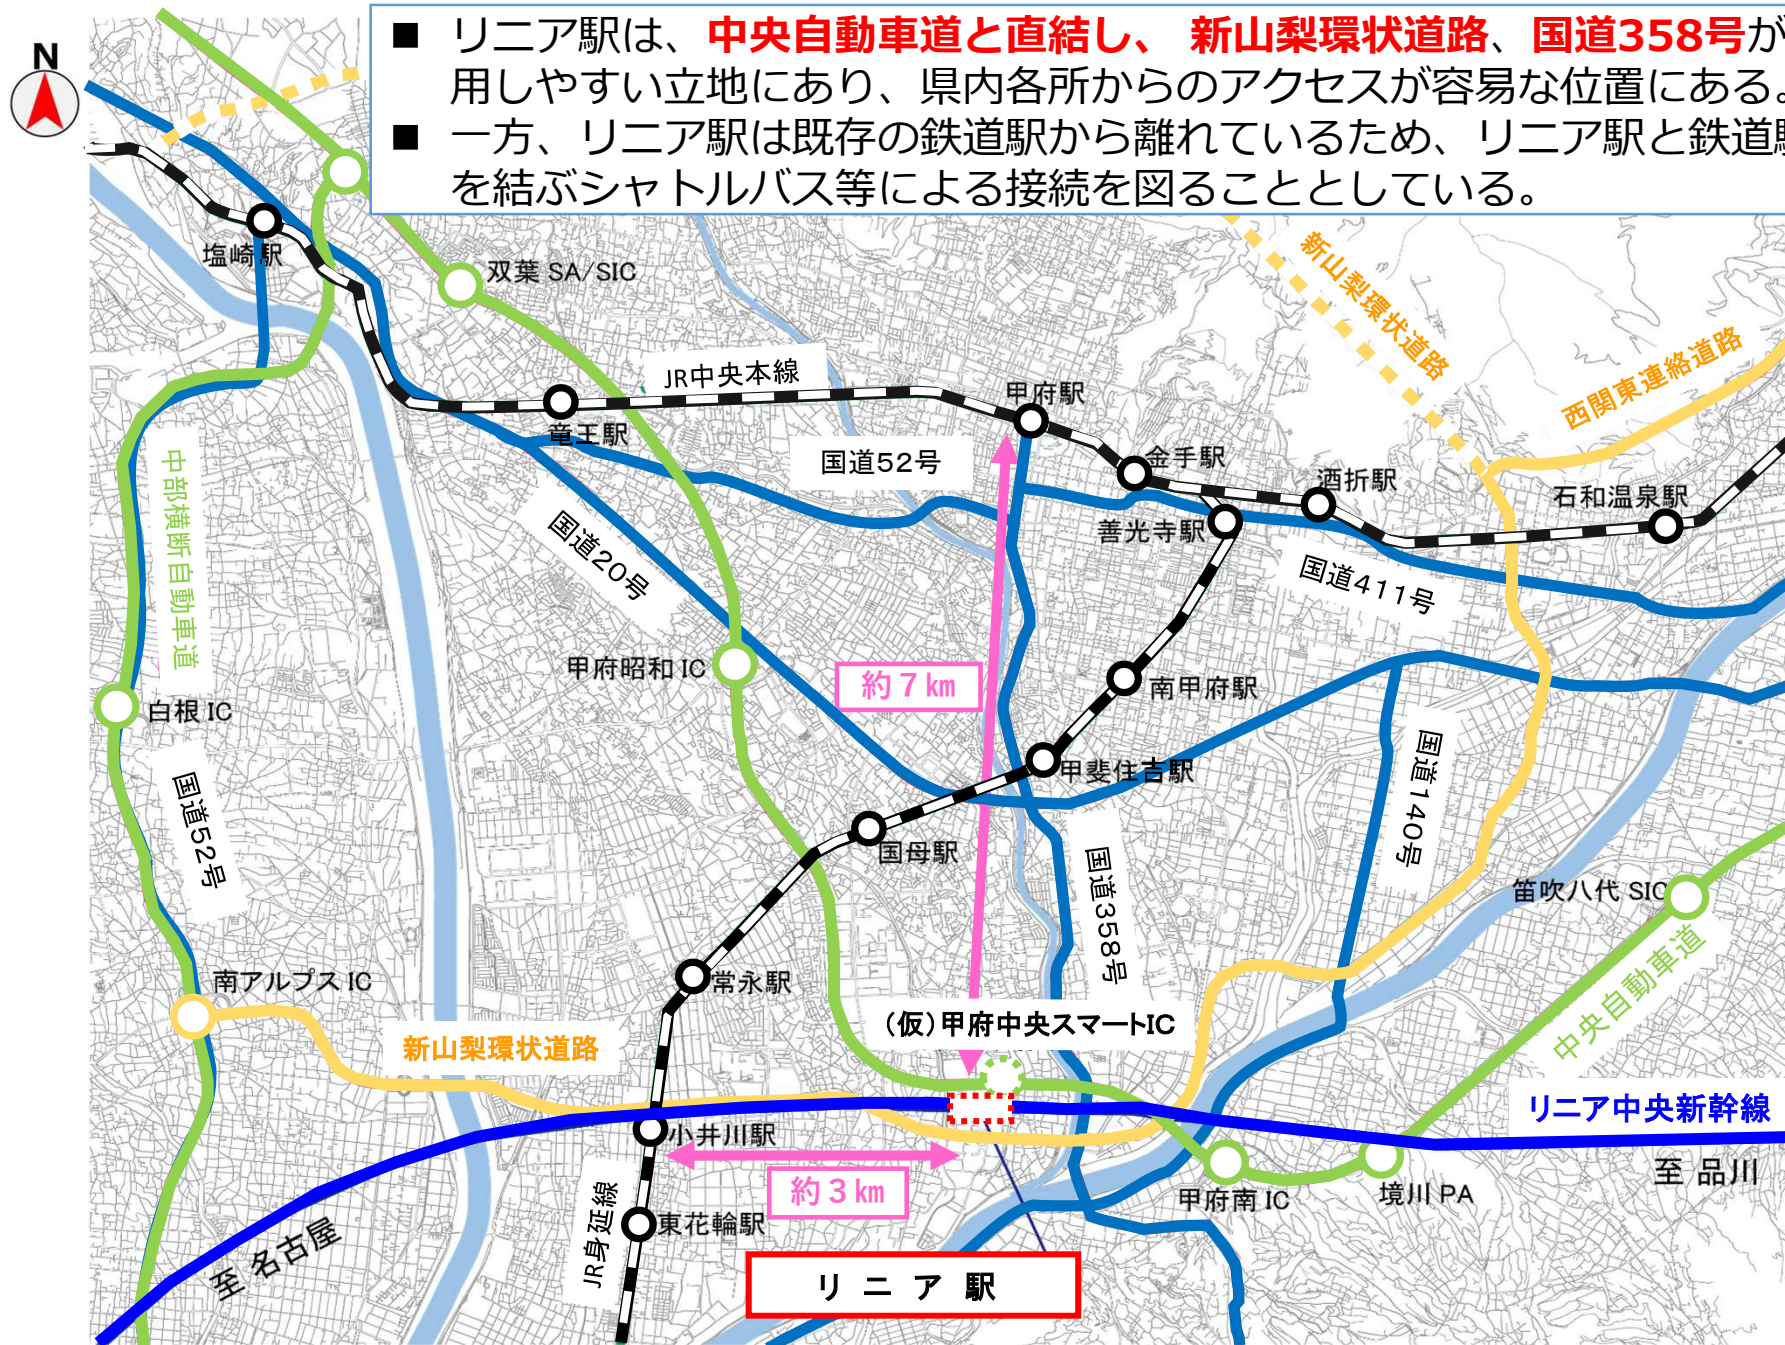 ■ リニア駅は、中央自動車道と直結し、 新山梨環状道路、国道358号が
用しやすい立地にあり、県内各所からのアクセスが容易な位置にある。
■ 一方、リニア駅は既存の鉄道駅から離れているため、リニア駅と鉄道駅
を結ぶシャトルバス等による接続を図ることとしている。
N
塩崎駅
双葉 SA/SIC
新山梨環状道路
西関東連絡道路
JR中央本線
甲府駅
竜王駅
国道52号
金手駅
酒折駅
石和温泉駅
中部横断自動車道
国道20号
善光寺駅
国道411号
甲府昭和 IC
約7㎞
南甲府駅
白根 IC
国道52号
甲斐住吉駅
国道140号
国母駅
国道358号
笛吹八代 SIC
南アルプス IC
常永駅
中央自動車道
(仮)甲府中央スマートIC
新山梨環状道路
リニア中央新幹線
小井川駅
至 品川
約3㎞
甲府南 IC
境川 PA
JR身延線
東花輪駅
至 名古屋
リニア駅